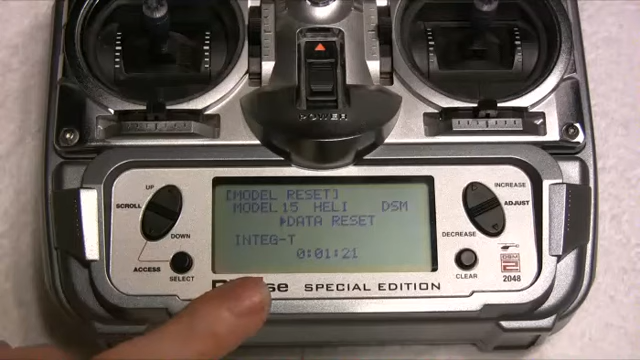 POWER
UP
SCROLL
DOWN
ACCESS
SELECT
[MODEL RESET]
MODEL15 HELI DSM
▶DATA RESET
INTEG-T
0:01:21
INCREASE
ADJUST
DECREASE
CLEAR
DSM
2
2048
SPECIAL EDITION